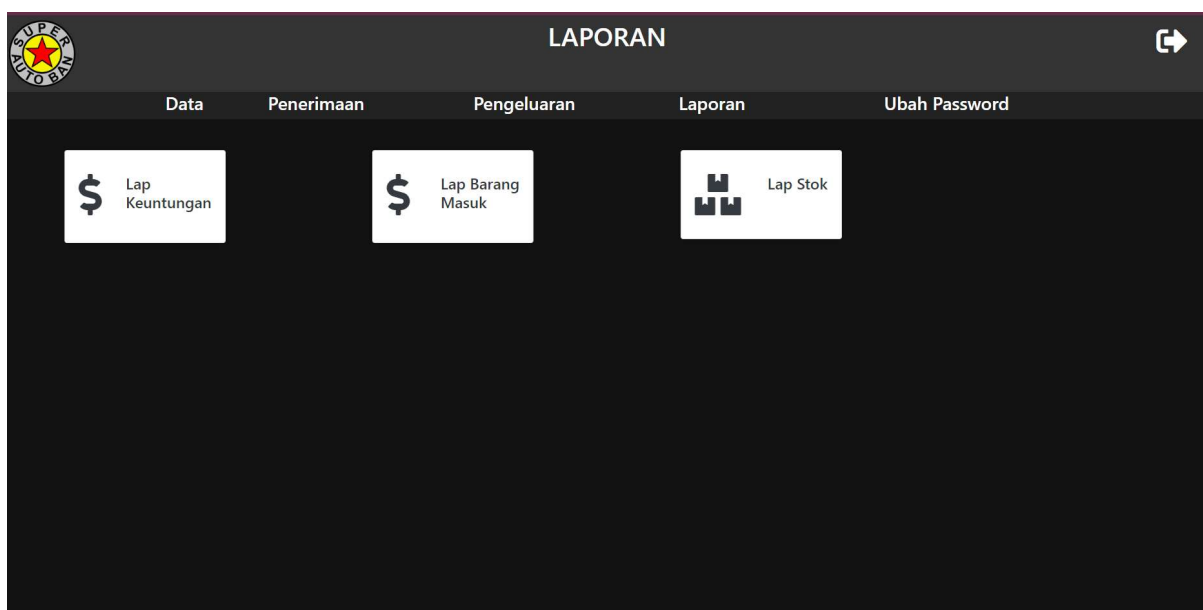 SUPER
AUTO BAN
LAPORAN
Data Penerimaan Pengeluaran Laporan Ubah Password
Lap
Keuntungan
Lap Barang
Masuk
Lap Stok